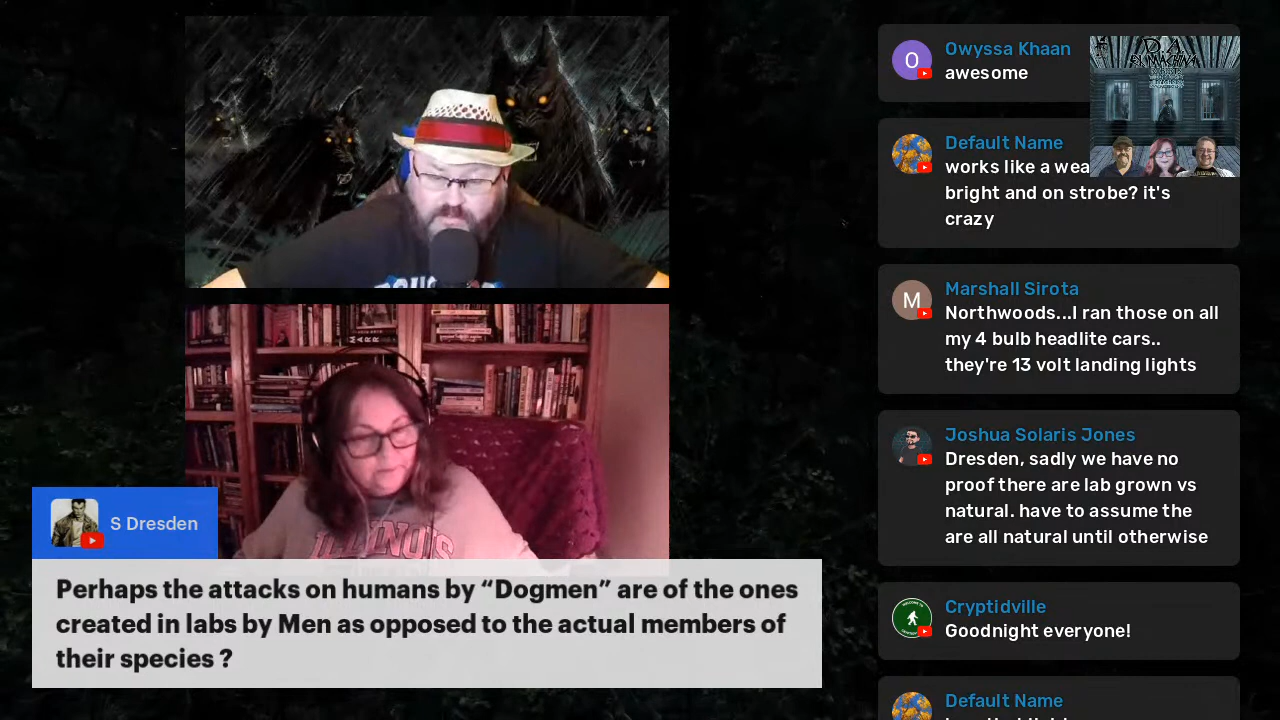 Owyssa Khaan
awesome
Default Name
works like a wea
bright and on strobe? it's
crazy
Marshall Sirota
Northwoods...I ran those on all
my 4 bulb headlite cars..
they're 13 volt landing lights
Joshua Solaris Jones
Dresden, sadly we have no
proof there are lab grown vs
natural. have to assume the
are all natural until otherwise
Cryptidville
Goodnight everyone!
Default Name
S Dresden
Perhaps the attacks on humans by “Dogmen” are of the ones
created in labs by Men as opposed to the actual members of
their species ?
ILLINOIS
O
M